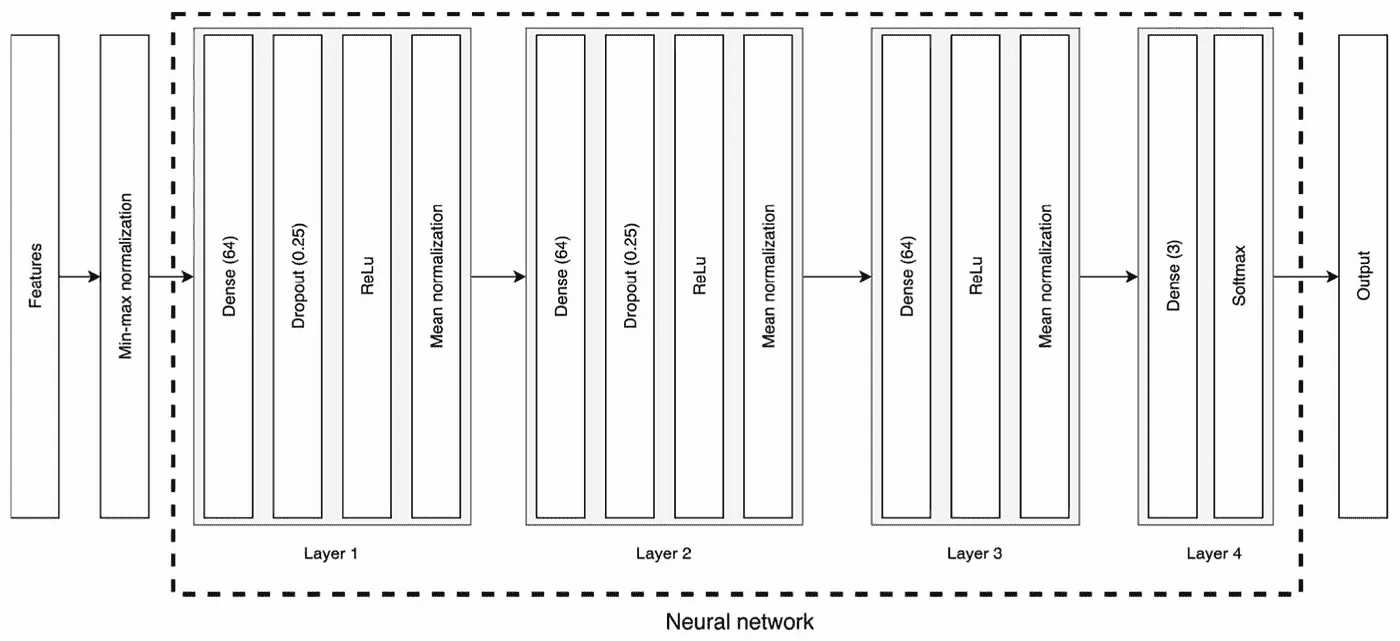 Features
Min-max normalization
Dense (64)
Dropout (0.25)
ReLu
Mean normalization
Layer 1
Dense (64)
Dropout (0.25)
ReLu
Mean normalization
Layer 2
Dense (64)
ReLu
Mean normalization
Layer 3
Dense (3)
Softmax
Layer 4
Output
Neural network